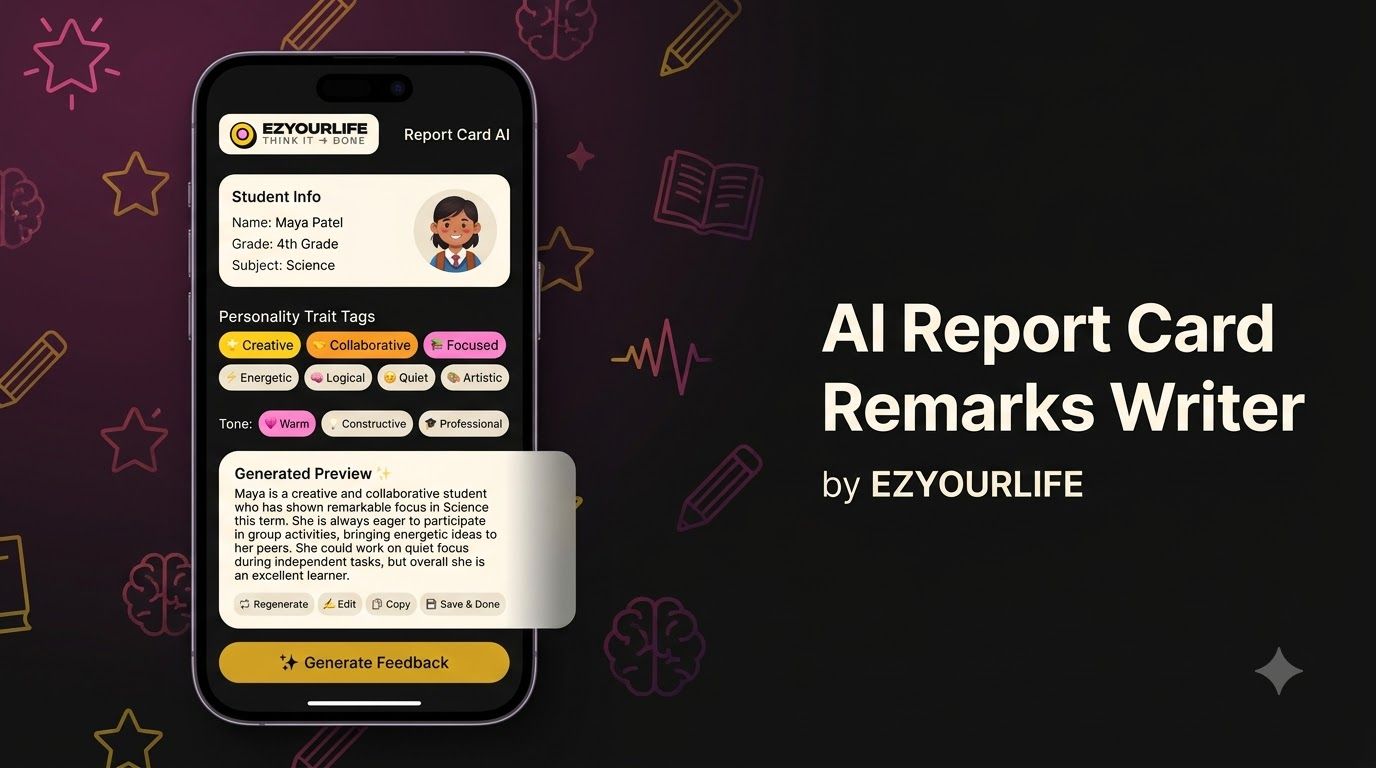 EZYOURLIFE
THINK IT → DONE
Report Card AI
Student Info
Name: Maya Patel
Grade: 4th Grade
Subject: Science
Personality Trait Tags
Creative
Collaborative
Focused
Energetic
Logical
Quiet
Artistic
Tone:
Warm
Constructive
Professional
Generated Preview
Maya is a creative and collaborative student
who has shown remarkable focus in Science
this term. She is always eager to participate
in group activities, bringing energetic ideas to
her peers. She could work on quiet focus
during independent tasks, but overall she is
an excellent learner.
Regenerate
Edit
Copy
Save & Done
Generate Feedback
AI Report Card
Remarks Writer
by EZYOURLIFE